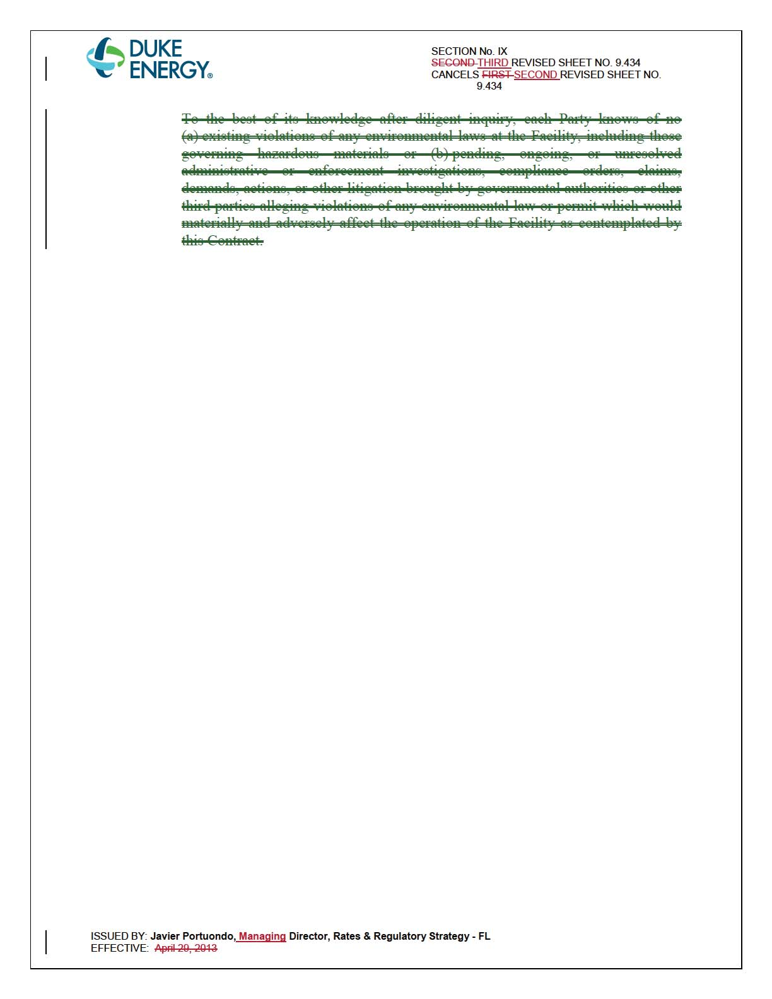 DUKE
ENERGY®
SECTION No. IX
SECOND THIRD REVISED SHEET NO. 9.434
CANCELS FIRST SECOND REVISED SHEET NO.
9.434
To the best of its knowledge after diligent inquiry, each Party knows of no
(a) existing violations of any environmental laws at the Facility, including those
governing hazardous materials or (b) pending, ongoing, or unresolved
administrative or enforcement investigations, compliance orders, claims,
demands, actions, or other litigation brought by governmental authorities or other
third parties alleging violations of any environmental law or permit which would
materially and adversely affect the operation of the Facility as contemplated by
this Contract.
ISSUED BY: Javier Portuondo, Managing Director, Rates & Regulatory Strategy - FL
EFFECTIVE: April 29, 2013